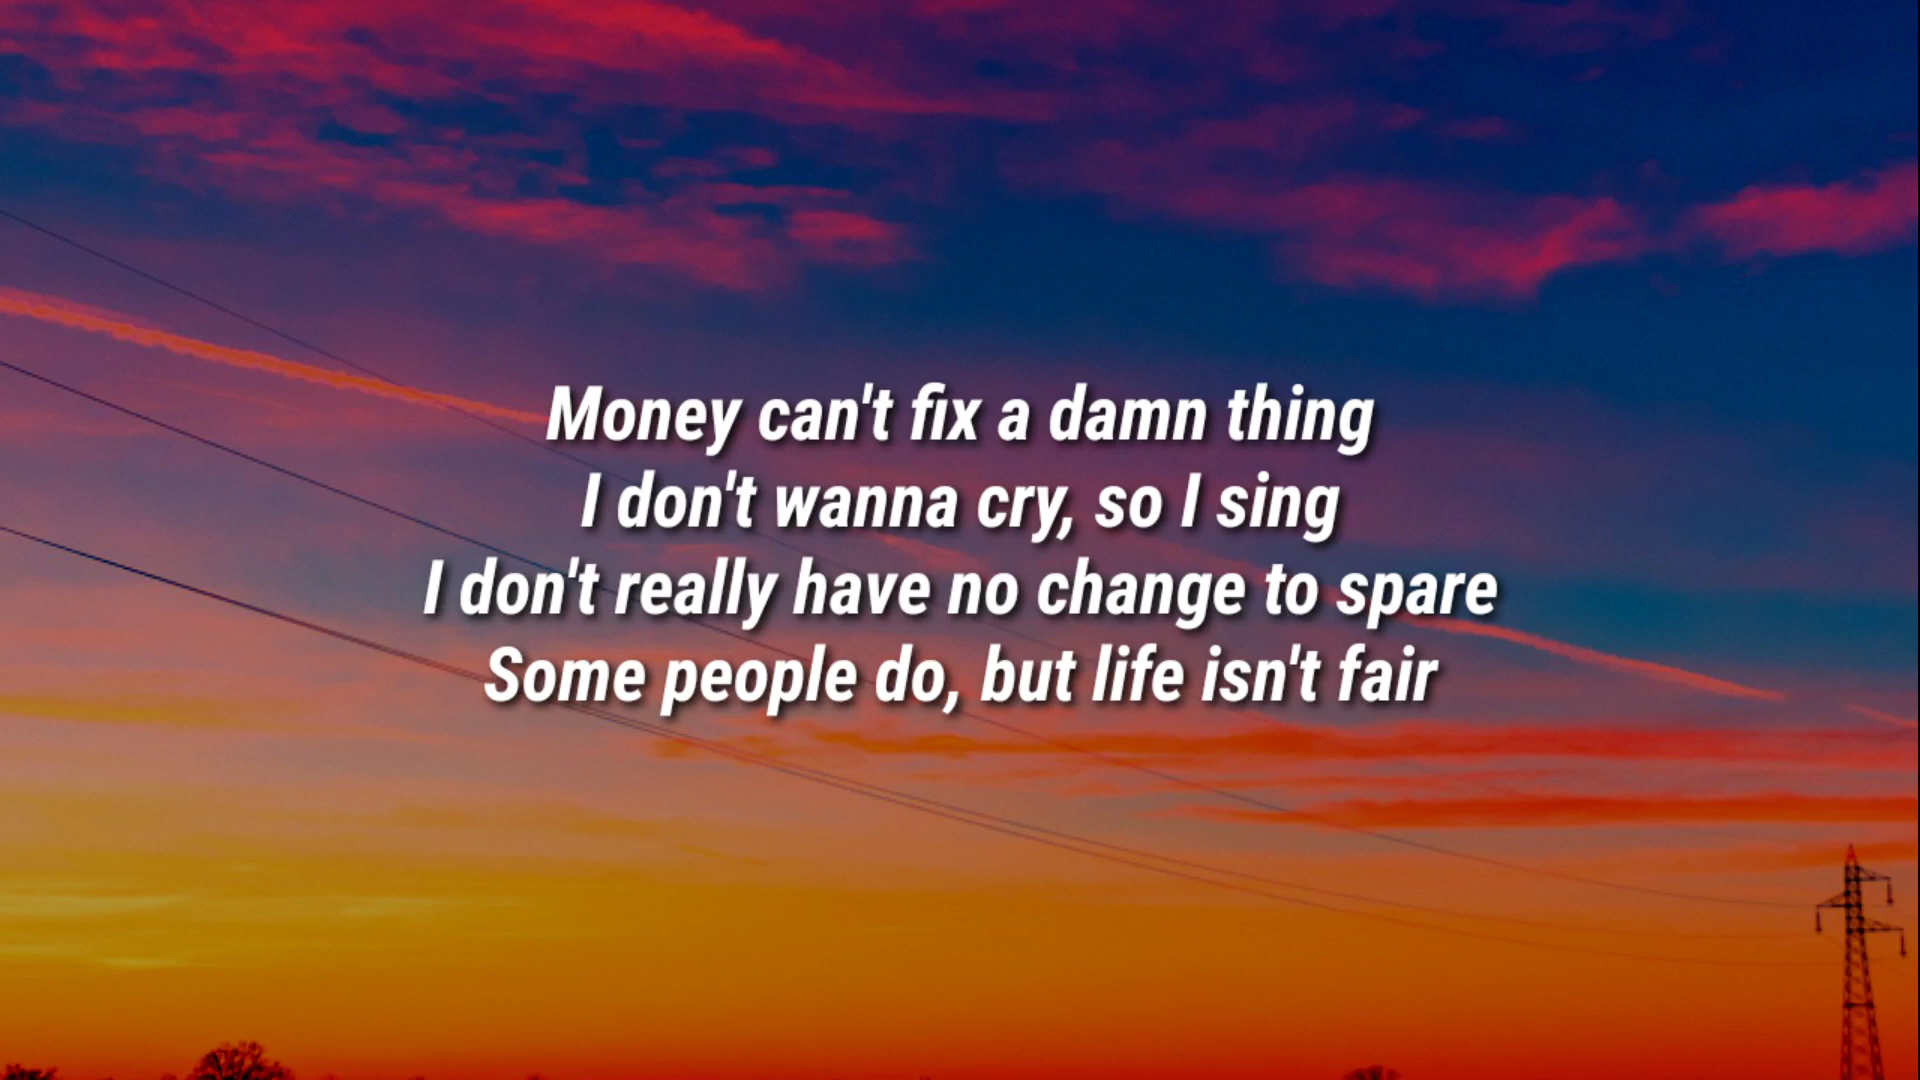 Money can't fix a damn thing
I don't wanna cry, so I sing
I don't really have no change to spare
Some people do, but life isn't fair